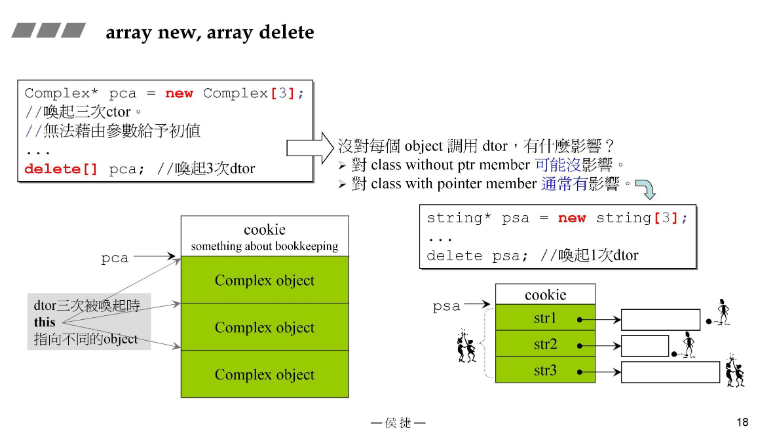 array new, array delete
Complex* pca = new Complex[3];
//喚起三次ctor。
//無法藉由參數給予初值
...
delete[] pca; //喚起3次dtor
沒對每個 object 調用 dtor,有什麼影響?
➢ 對 class without ptr member 可能沒影響。
➢ 對 class with pointer member 通常有影響。
string* psa = new string[3];
...
delete psa; //喚起1次dtor
cookie
something about bookkeeping
pca
Complex object
Complex object
Complex object
dtor三次被喚起時
this
指向不同的object
cookie
psa
str1
str2
str3
— 侯捷 —
18